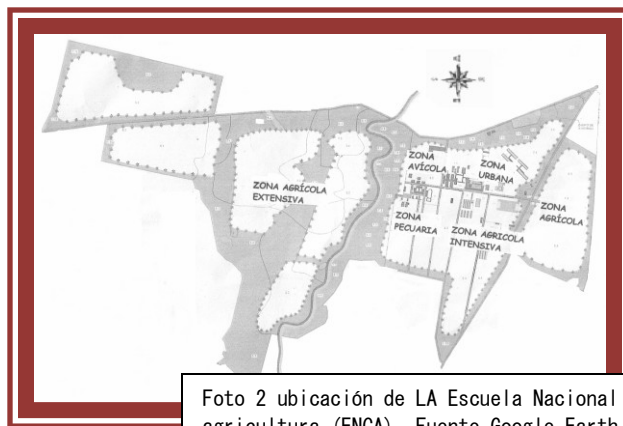 ZONA
AVÍCOLA
ZONA
URBANA
ZONA AGRÍCOLA
EXTENSIVA
ZONA
AGRÍCOLA
ZONA
PECUARIA
ZONA AGRICOLA
INTENSIVA
Foto 2 ubicación de LA Escuela Nacional
agricultura (ENCA). Fuente Google Earth